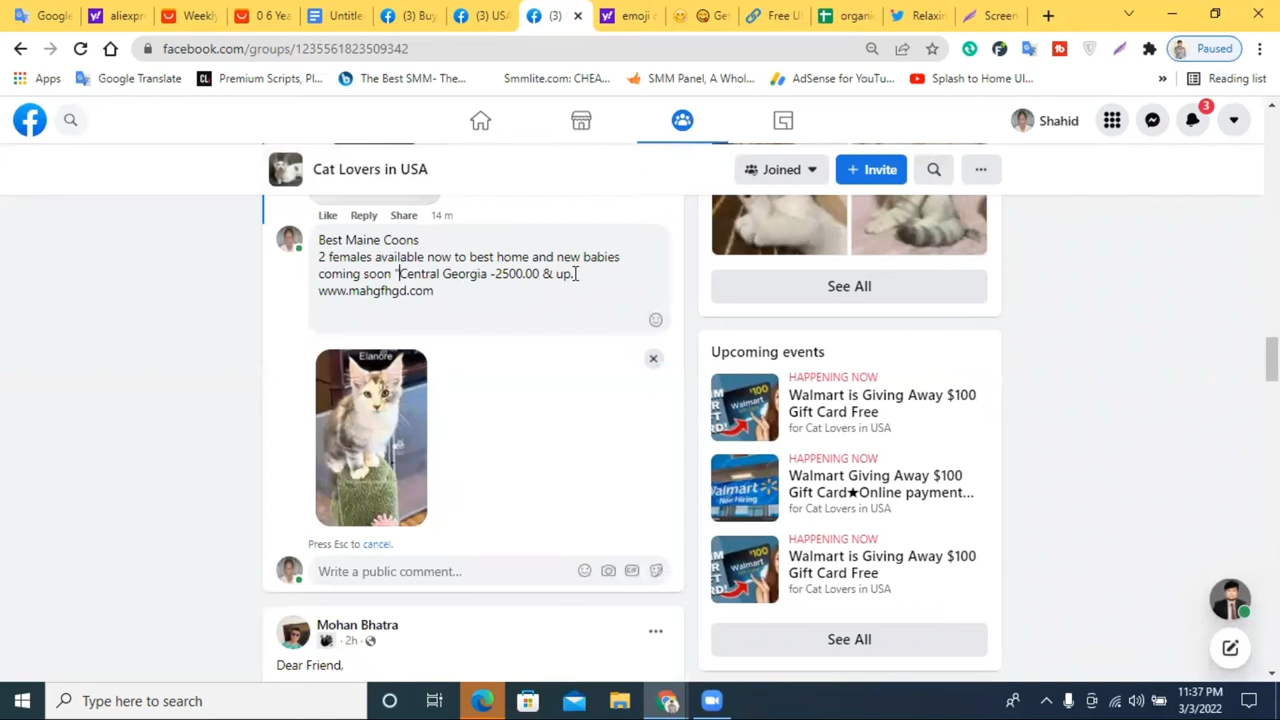 Google
aliexpr
Weekly
0 6 Yea
Untitle
(3) Buy
(3) USA
(3)
emoji
Ge
Free U
organi
Relaxin
Screen
facebook.com/groups/1235561823509342
Paused
Apps
Google Translate
Premium Scripts, Pl...
The Best SMM- The...
Smmlite.com: CHEA...
SMM Panel, A Whol...
AdSense for YouTu...
Splash to Home UI...
»
Reading list
Shahid
3
Cat Lovers in USA
Joined
+ Invite
Like Reply Share 14 m
Best Maine Coons
2 females available now to best home and new babies
coming soon "Central Georgia -2500.00 & up.
www.mahgfhgd.com
Elanore
Press Esc to cancel.
Write a public comment...
Mohan Bhatra
· 2h ·
Dear Friend,
See All
Upcoming events
HAPPENING NOW
Walmart is Giving Away $100
Gift Card Free
for Cat Lovers in USA
HAPPENING NOW
Walmart Giving Away $100
Gift Card★Online payment...
for Cat Lovers in USA
HAPPENING NOW
Walmart is Giving Away $100
Gift Card Free
for Cat Lovers in USA
See All
Type here to search
11:37 PM
3/3/2022